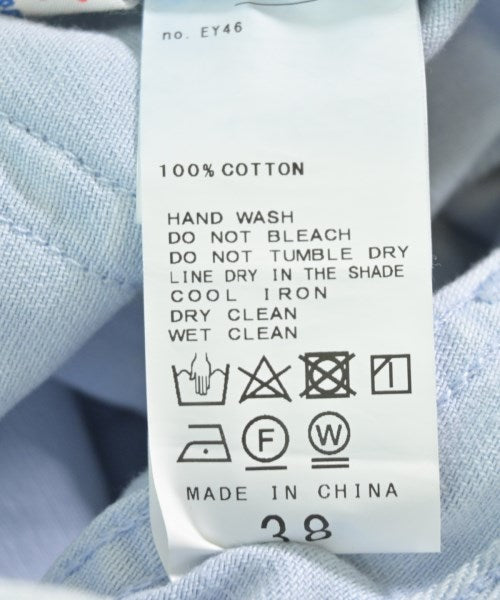 no. EY46
100% COTTON
HAND WASH
DO NOT BLEACH
DO NOT TUMBLE DRY
LINE DRY IN THE SHADE
COOL IRON
DRY CLEAN
WET CLEAN
F W
MADE IN CHINA
38